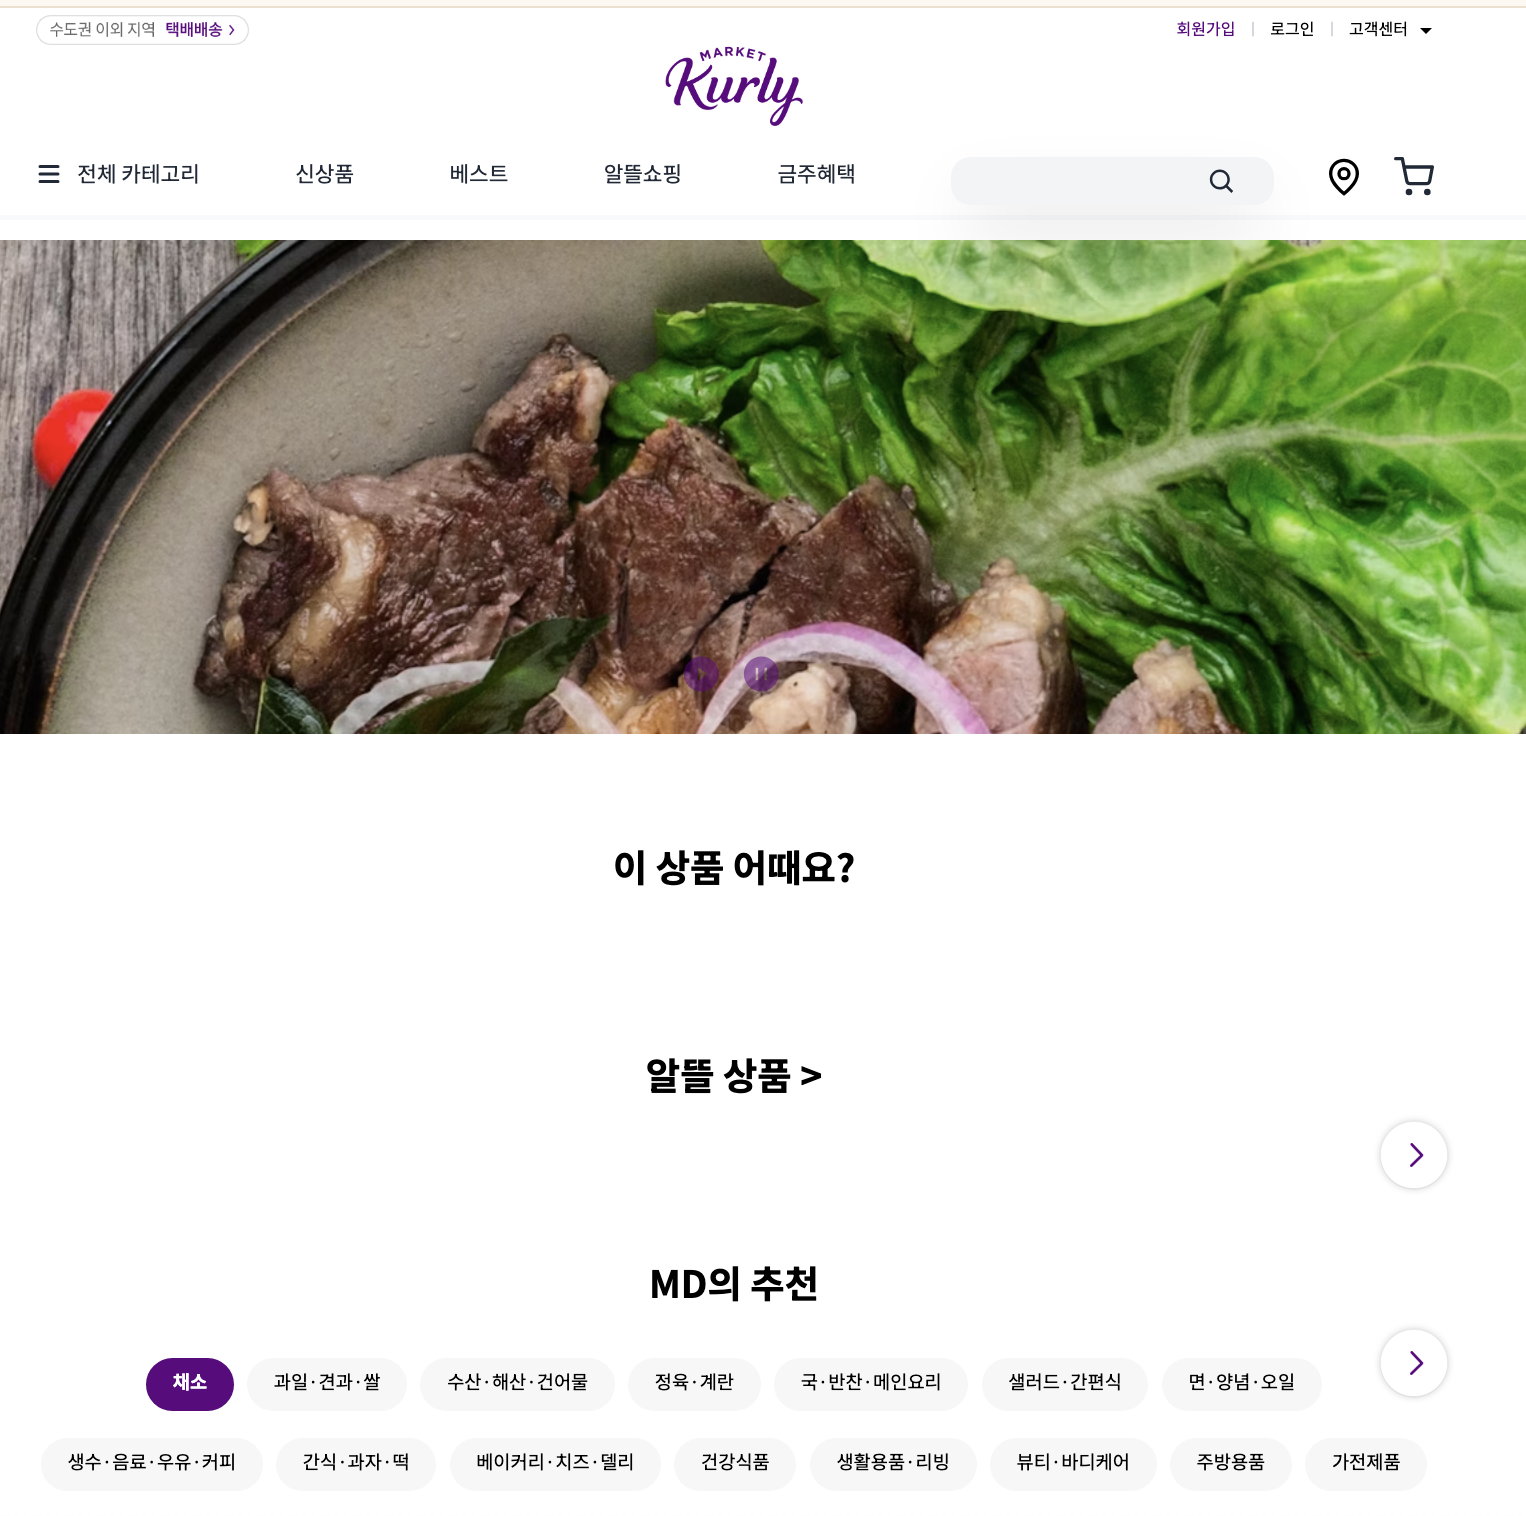 수도권 이외 지역 택배배송 >
회원가입 | 로그인 | 고객센터
MARKET
Kurly
전체 카테고리 신상품 베스트 알뜰쇼핑 금주혜택
이 상품 어때요?
알뜰 상품 >
MD의 추천
채소 과일·견과·쌀 수산·해산·건어물 정육·계란 국·반찬·메인요리 샐러드·간편식 면·양념·오일
생수·음료·우유·커피 간식·과자·떡 베이커리·치즈·델리 건강식품 생활용품·리빙 뷰티·바디케어 주방용품 가전제품